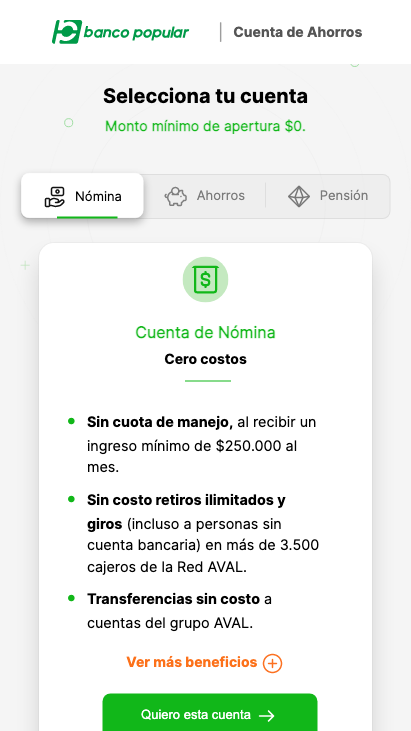 banco popular | Cuenta de Ahorros
Selecciona tu cuenta
Monto mínimo de apertura $0.
Nómina Ahorros Pensión
$
Cuenta de Nómina
Cero costos
Sin cuota de manejo, al recibir un
ingreso mínimo de $250.000 al
mes.
Sin costo retiros ilimitados y
giros (incluso a personas sin
cuenta bancaria) en más de 3.500
cajeros de la Red AVAL.
Transferencias sin costo a
cuentas del grupo AVAL.
Ver más beneficios
Quiero esta cuenta